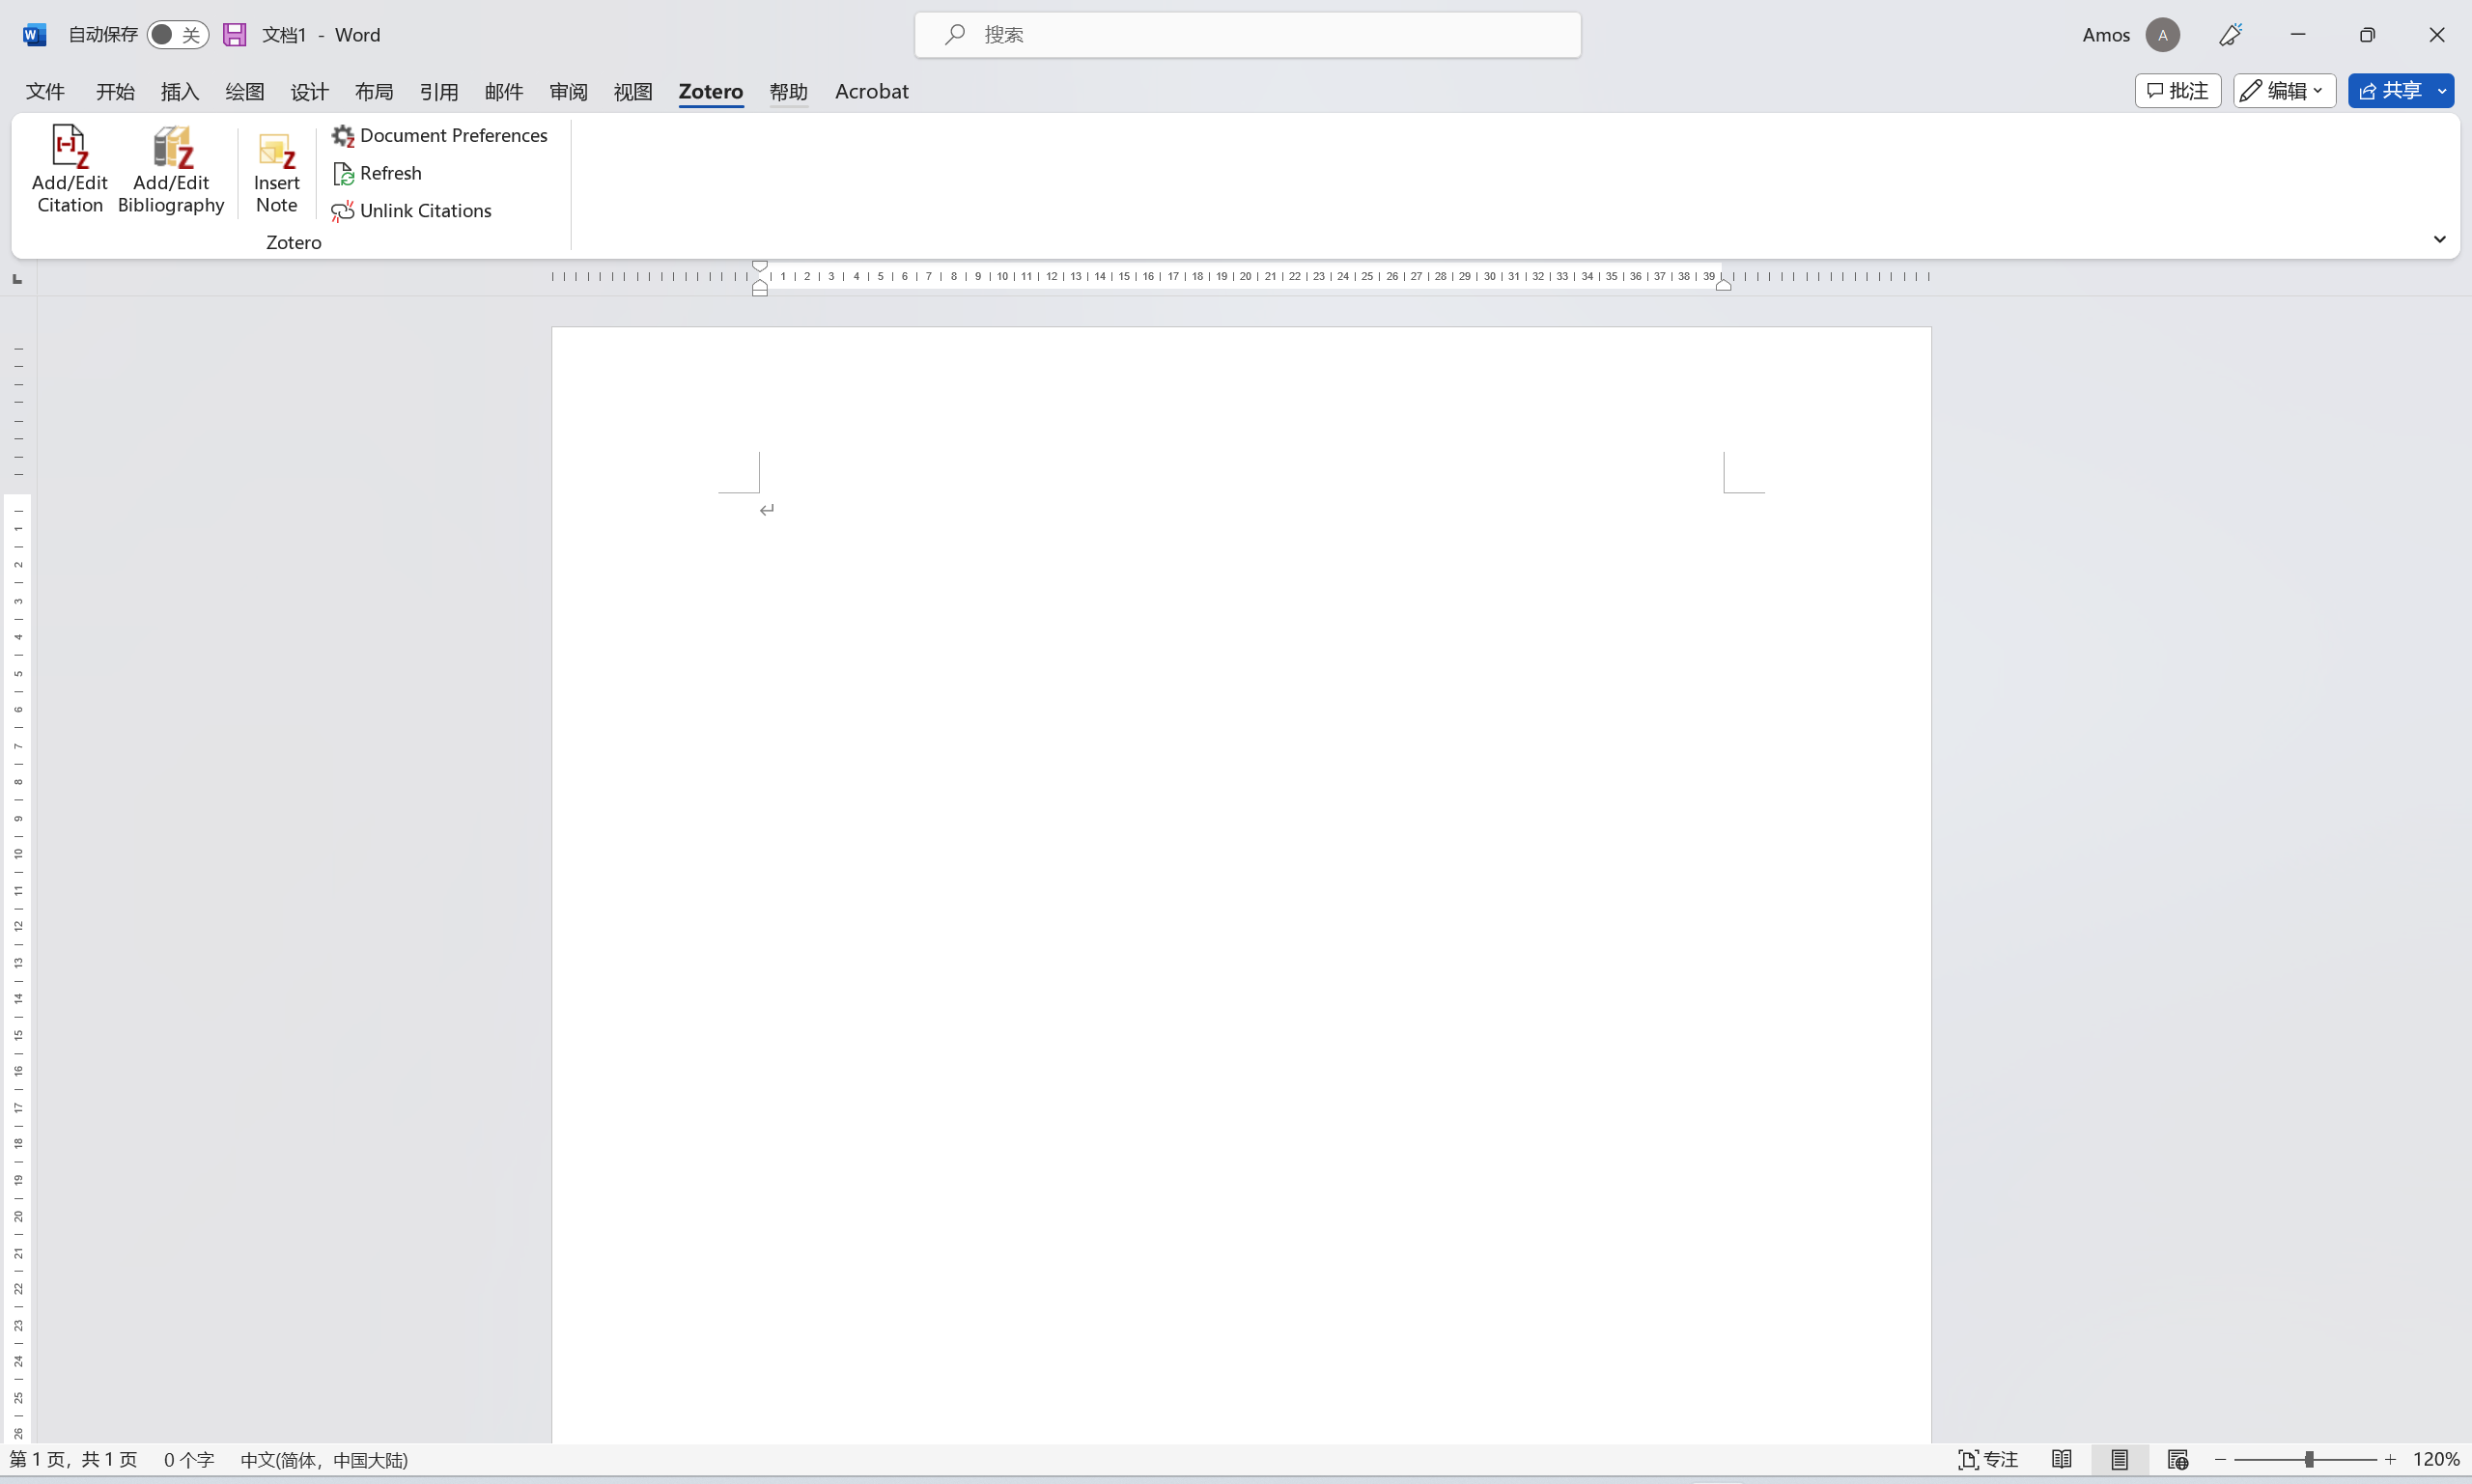 自动保存 关 文档1 - Word 搜索 Amos A
文件 开始 插入 绘图 设计 布局 引用 邮件 审阅 视图 Zotero 帮助 Acrobat 批注 编辑 共享
Add/Edit Citation
Add/Edit Bibliography
Insert Note
Document Preferences
Refresh
Unlink Citations
Zotero
1 2 3 4 5 6 7 8 9 10 11 12 13 14 15 16 17 18 19 20 21 22 23 24 25 26 27 28 29 30 31 32 33 34 35 36 37 38 39
1
2
3
4
5
6
7
8
9
10
11
12
13
14
15
16
17
18
19
20
21
22
23
24
25
26
第 1 页，共 1 页 0 个字 中文(简体，中国大陆) 专注 120%